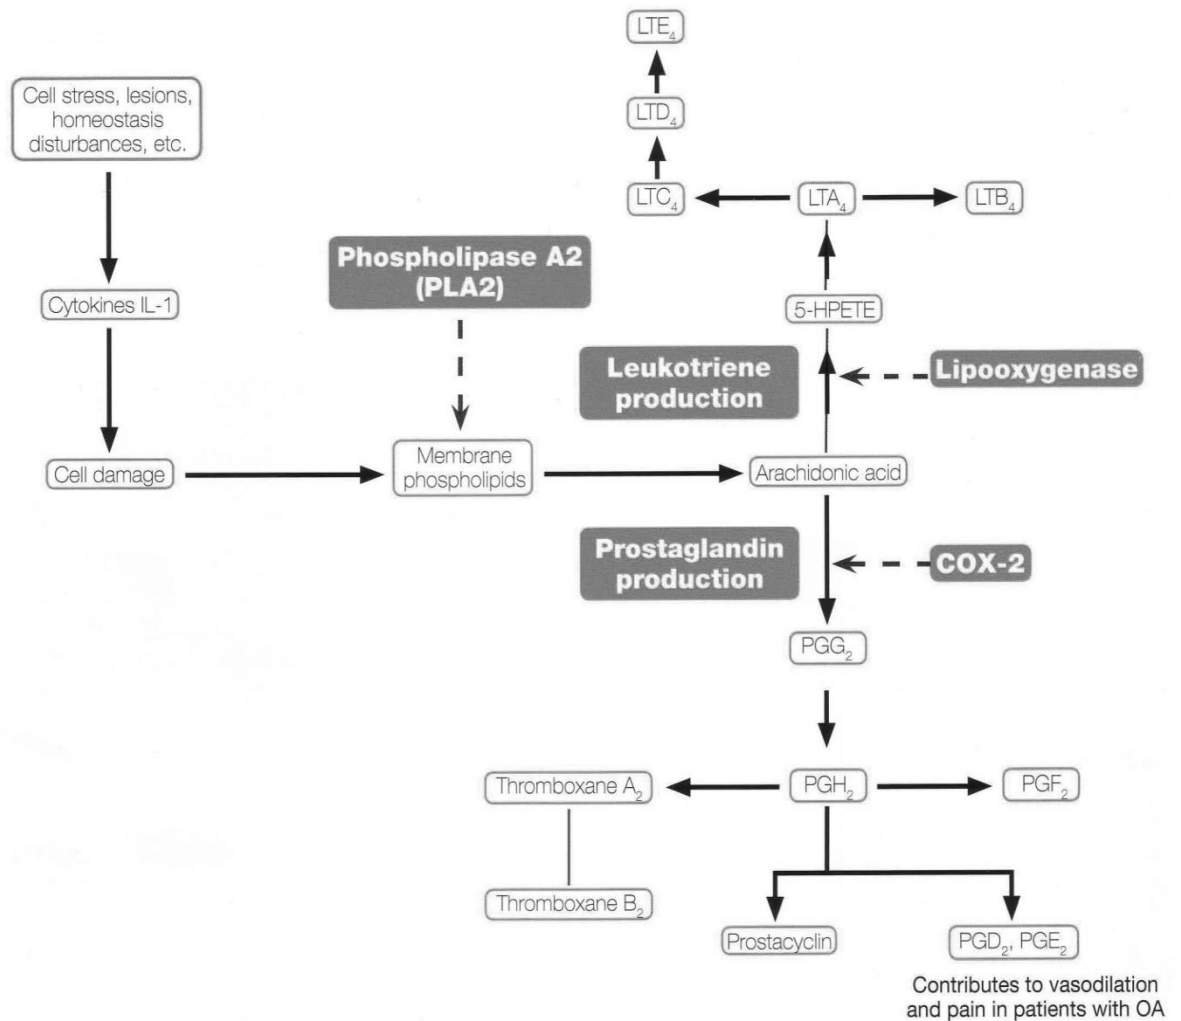 LTE₄
Cell stress, lesions,
homeostasis
disturbances, etc.
LTD₄
LTC₄
LTA₄
LTB₄
Phospholipase A2
(PLA2)
Cytokines IL-1
5-HPETE
Leukotriene
production
Lipooxygenase
Cell damage
Membrane
phospholipids
Arachidonic acid
Prostaglandin
production
COX-2
PGG₂
Thromboxane A₂
PGH₂
PGF₂
Thromboxane B₂
Prostacyclin
PGD₂, PGE₂
Contributes to vasodilation
and pain in patients with OA